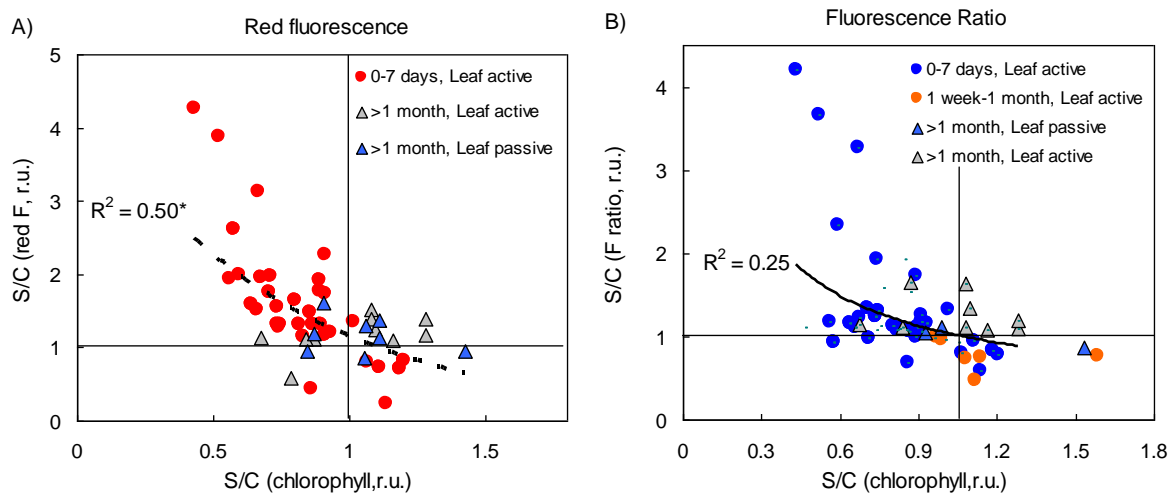 A)
Red fluorescence
5
4
3
2
1
0
0
0.5
1
1.5
S/C (red F, r.u.)
S/C (chlorophyll,r.u.)
R² = 0.50*
0-7 days, Leaf active
>1 month, Leaf active
>1 month, Leaf passive
B)
Fluorescence Ratio
4
3
2
1
0
0
0.3
0.6
0.9
1.2
1.5
1.8
S/C (F ratio, r.u.)
S/C (chlorophyll,r.u.)
R² = 0.25
0-7 days, Leaf active
1 week-1 month, Leaf active
>1 month, Leaf passive
>1 month, Leaf active